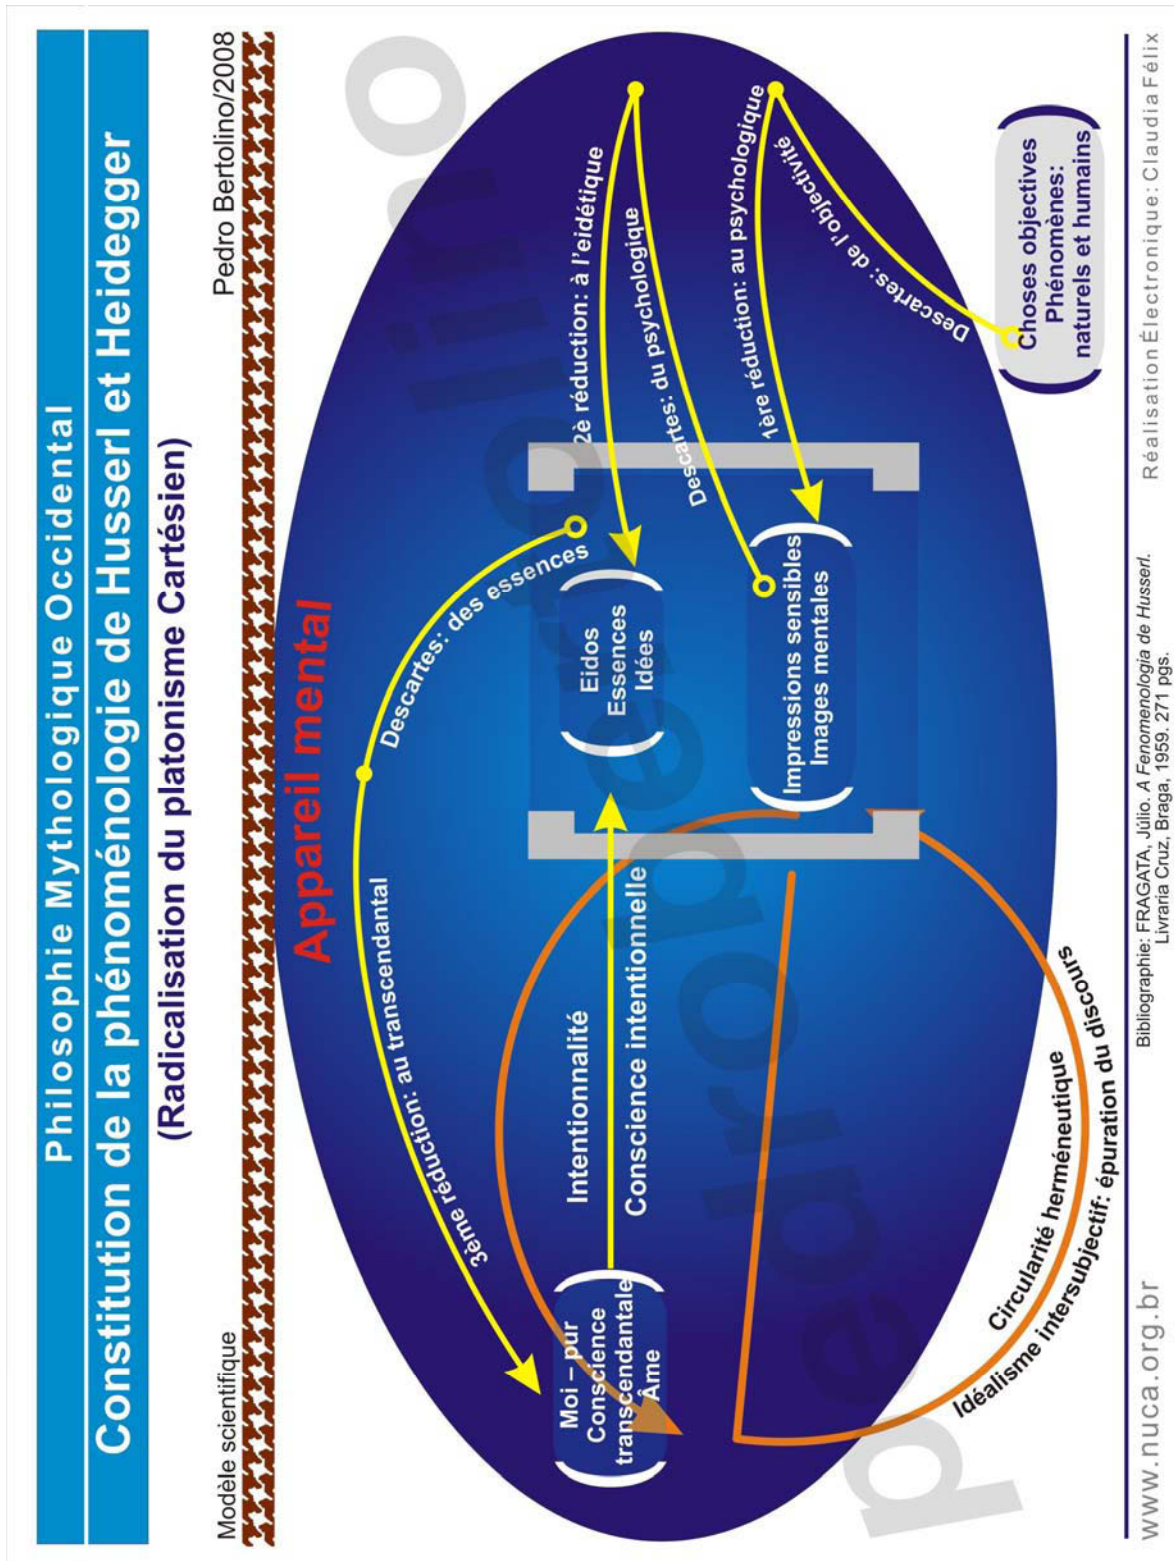 Philosophie Mythologique Occidental
Constitution de la phénoménologie de Husserl et Heidegger
(Radicalisation du platonisme Cartésien)
Modèle scientifique
Pedro Bertolino/2008
Appareil mental
3ème réduction: au transcendantal
Descartes: des essences
2è réduction: à l'eidétique
Descartes: du psychologique
1ère réduction: au psychologique
Descartes: de l'objectivité
Moi – pur
Conscience
transcendantale
Âme
Intentionnalité
Conscience intentionnelle
Eidos
Essences
Idées
Impressions sensibles
Images mentales
Choses objectives
Phénomènes:
naturels et humains
Circularité herméneutique
Idéalisme intersubjectif: épuration du discours
pedro bertolino
www.nuca.org.br
Bibliographie: FRAGATA, Júlio. A Fenomenologia de Husserl.
Livraria Cruz, Braga, 1959. 271 pgs.
Réalisation Électronique: Claudia Félix